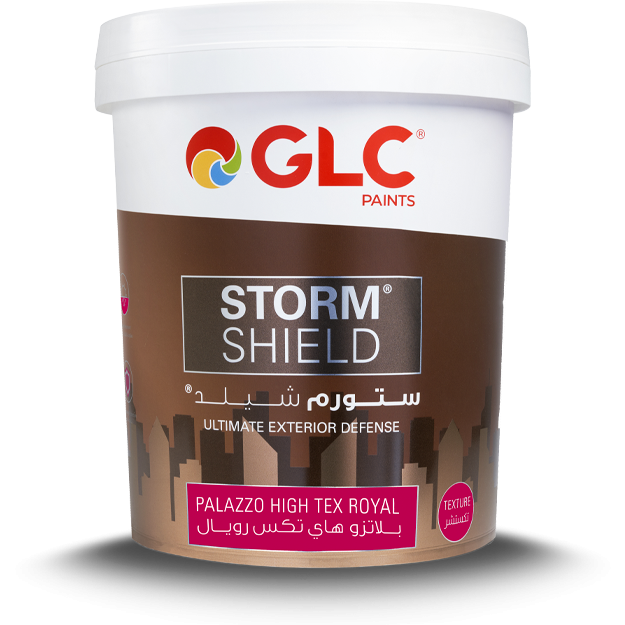 GLC®
PAINTS
STORM®
SHIELD
ستورم شيلد®
ULTIMATE EXTERIOR DEFENSE
PALAZZO HIGH TEX ROYAL
بلاتزو هاي تكس رويال
TEXTURE
تكستشر